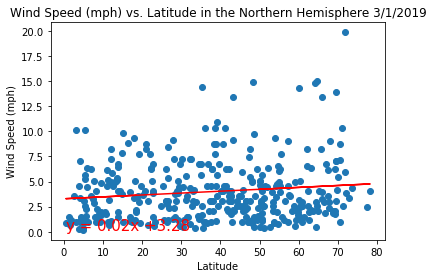 Wind Speed (mph) vs. Latitude in the Northern Hemisphere 3/1/2019
20.0
17.5
15.0
12.5
10.0
7.5
5.0
2.5
0.0
Wind Speed (mph)
y = 0.02x +3.28
0 10 20 30 40 50 60 70 80
Latitude